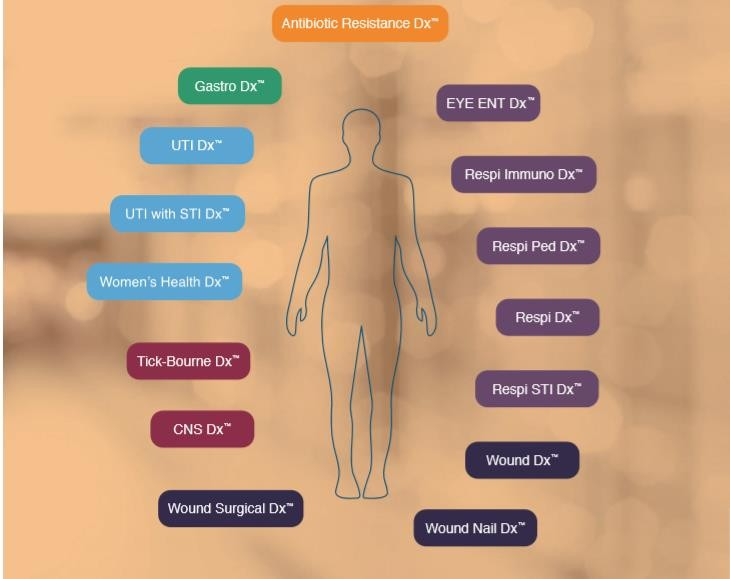 Antibiotic Resistance Dx™
Gastro Dx™
EYE ENT Dx™
UTI Dx™
Respi Immuno Dx™
UTI with STI Dx™
Respi Ped Dx™
Women's Health Dx™
Respi Dx™
Tick-Bourne Dx™
Respi STI Dx™
CNS Dx™
Wound Dx™
Wound Surgical Dx™
Wound Nail Dx™